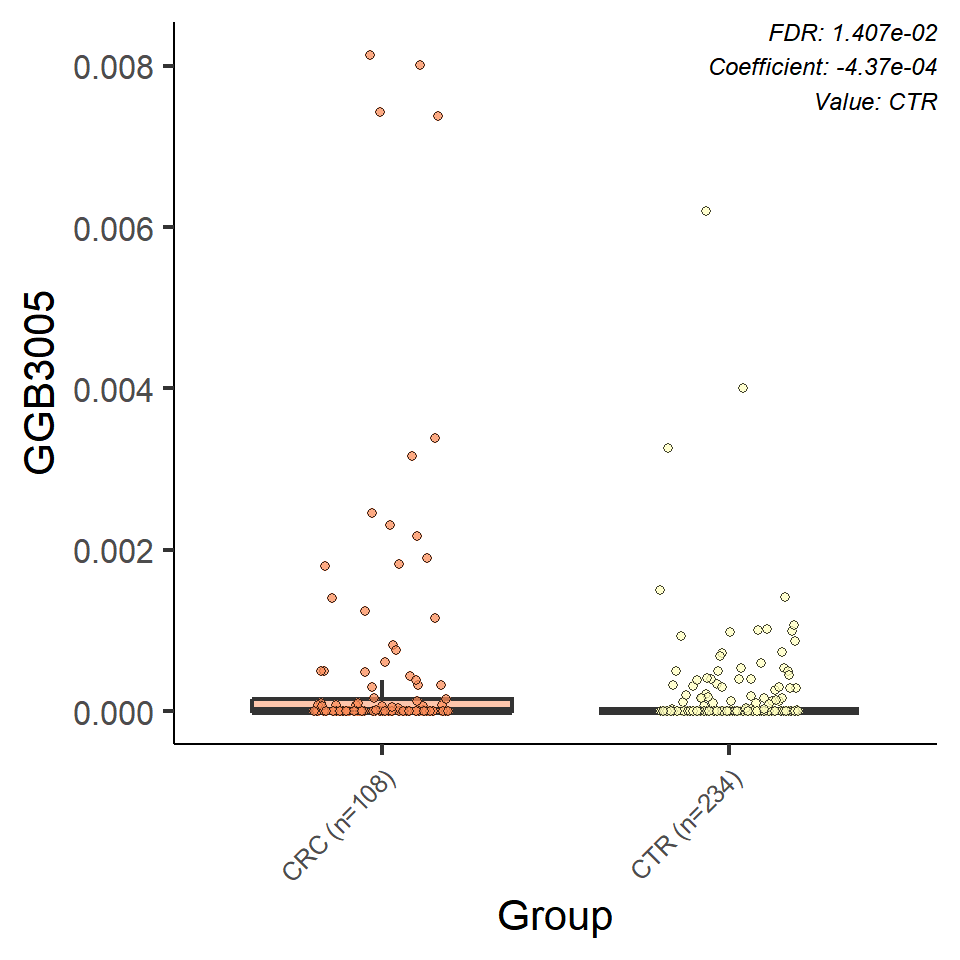 FDR: 1.407e-02
Coefficient: -4.37e-04
Value: CTR
0.008
0.006
0.004
0.002
0.000
GGB3005
CRC (n=108)
CTR (n=234)
Group